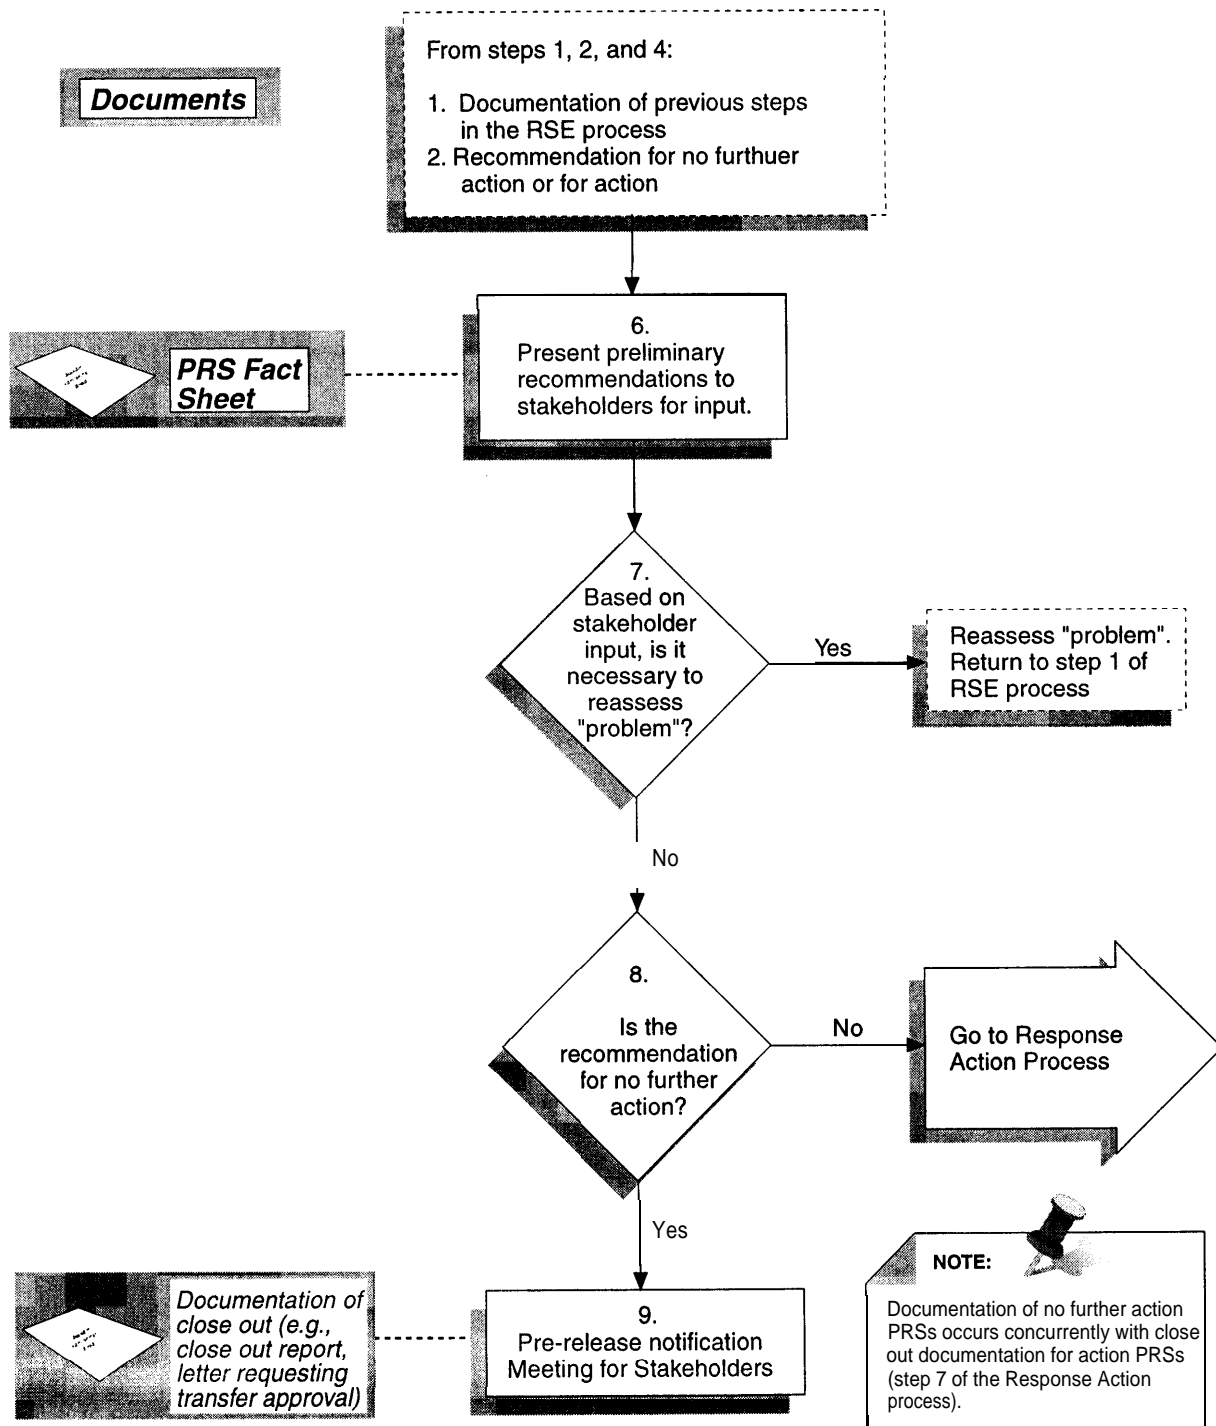 Documents
From steps 1, 2, and 4:
1. Documentation of previous steps
in the RSE process
2. Recommendation for no furthuer
action or for action
PRS Fact
Sheet
6.
Present preliminary
recommendations to
stakeholders for input.
7.
Based on
stakeholder
input, is it
necessary to
reassess
"problem"?
Yes
Reassess "problem".
Return to step 1 of
RSE process
No
8.
Is the
recommendation
for no further
action?
No
Go to Response
Action Process
Yes
Documentation of
close out (e.g.,
close out report,
letter requesting
transfer approval)
9.
Pre-release notification
Meeting for Stakeholders
NOTE:
Documentation of no further action
PRSs occurs concurrently with close
out documentation for action PRSs
(step 7 of the Response Action
process).